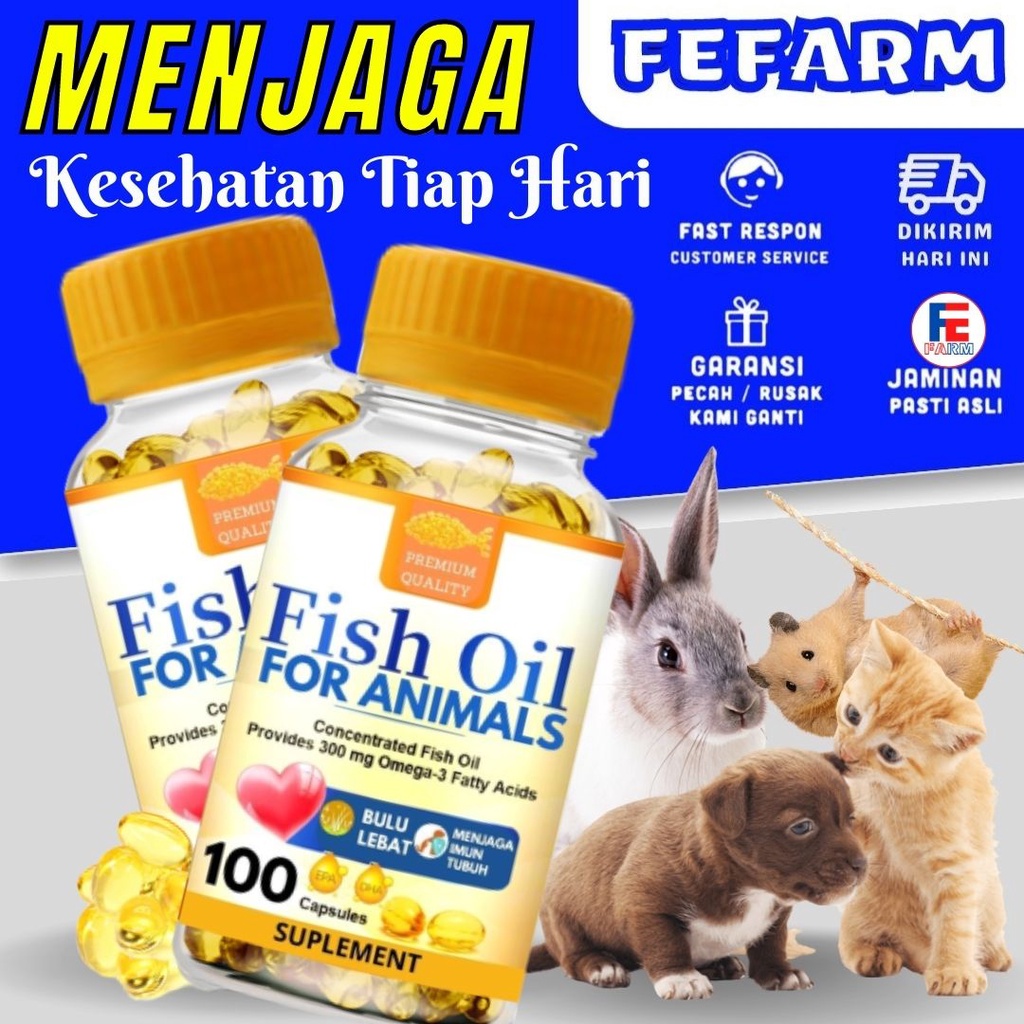 MENJAGA
Kesehatan Tiap Hari
FEFARM
FAST RESPON
CUSTOMER SERVICE
DIKIRIM
HARI INI
GARANSI
PECAH / RUSAK
KAMI GANTI
FE
FARM
JAMINAN
PASTI ASLI
PREMIUM
QUALITY
Fish
FOR
Co
Provides
PREMIUM
QUALITY
Fish Oil
FOR ANIMALS
Concentrated Fish Oil
Provides 300 mg Omega-3 Fatty Acids
BULU
LEBAT
MENJAGA
IMUN
TUBUH
100
Capsules
EPA
DHA
SUPLEMENT